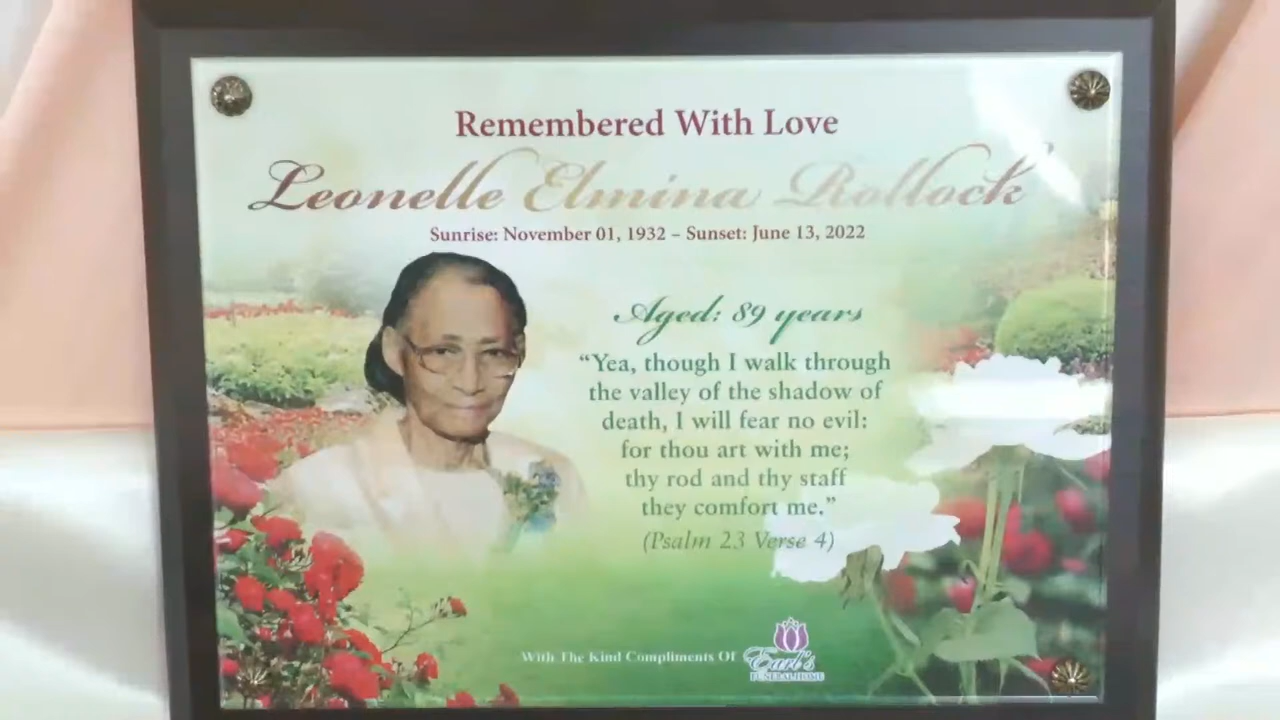 Remembered With Love
Leonelle Elmina Rollock
Sunrise: November 01, 1932 – Sunset: June 13, 2022
Aged: 89 years
“Yea, though I walk through
the valley of the shadow of
death, I will fear no evil:
for thou art with me;
thy rod and thy staff
they comfort me.”
(Psalm 23 Verse 4)
With The Kind Compliments Of Earl's
FUNERAL HOME